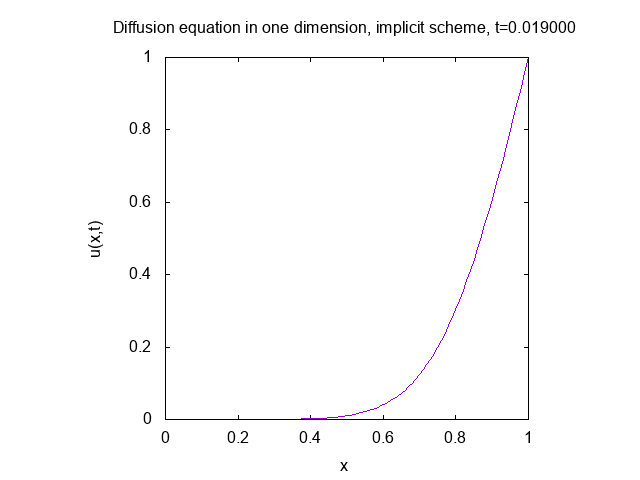 Diffusion equation in one dimension, implicit scheme, t=0.019000
1
0.8
0.6
0.4
0.2
0
u(x,t)
0 0.2 0.4 0.6 0.8 1
x